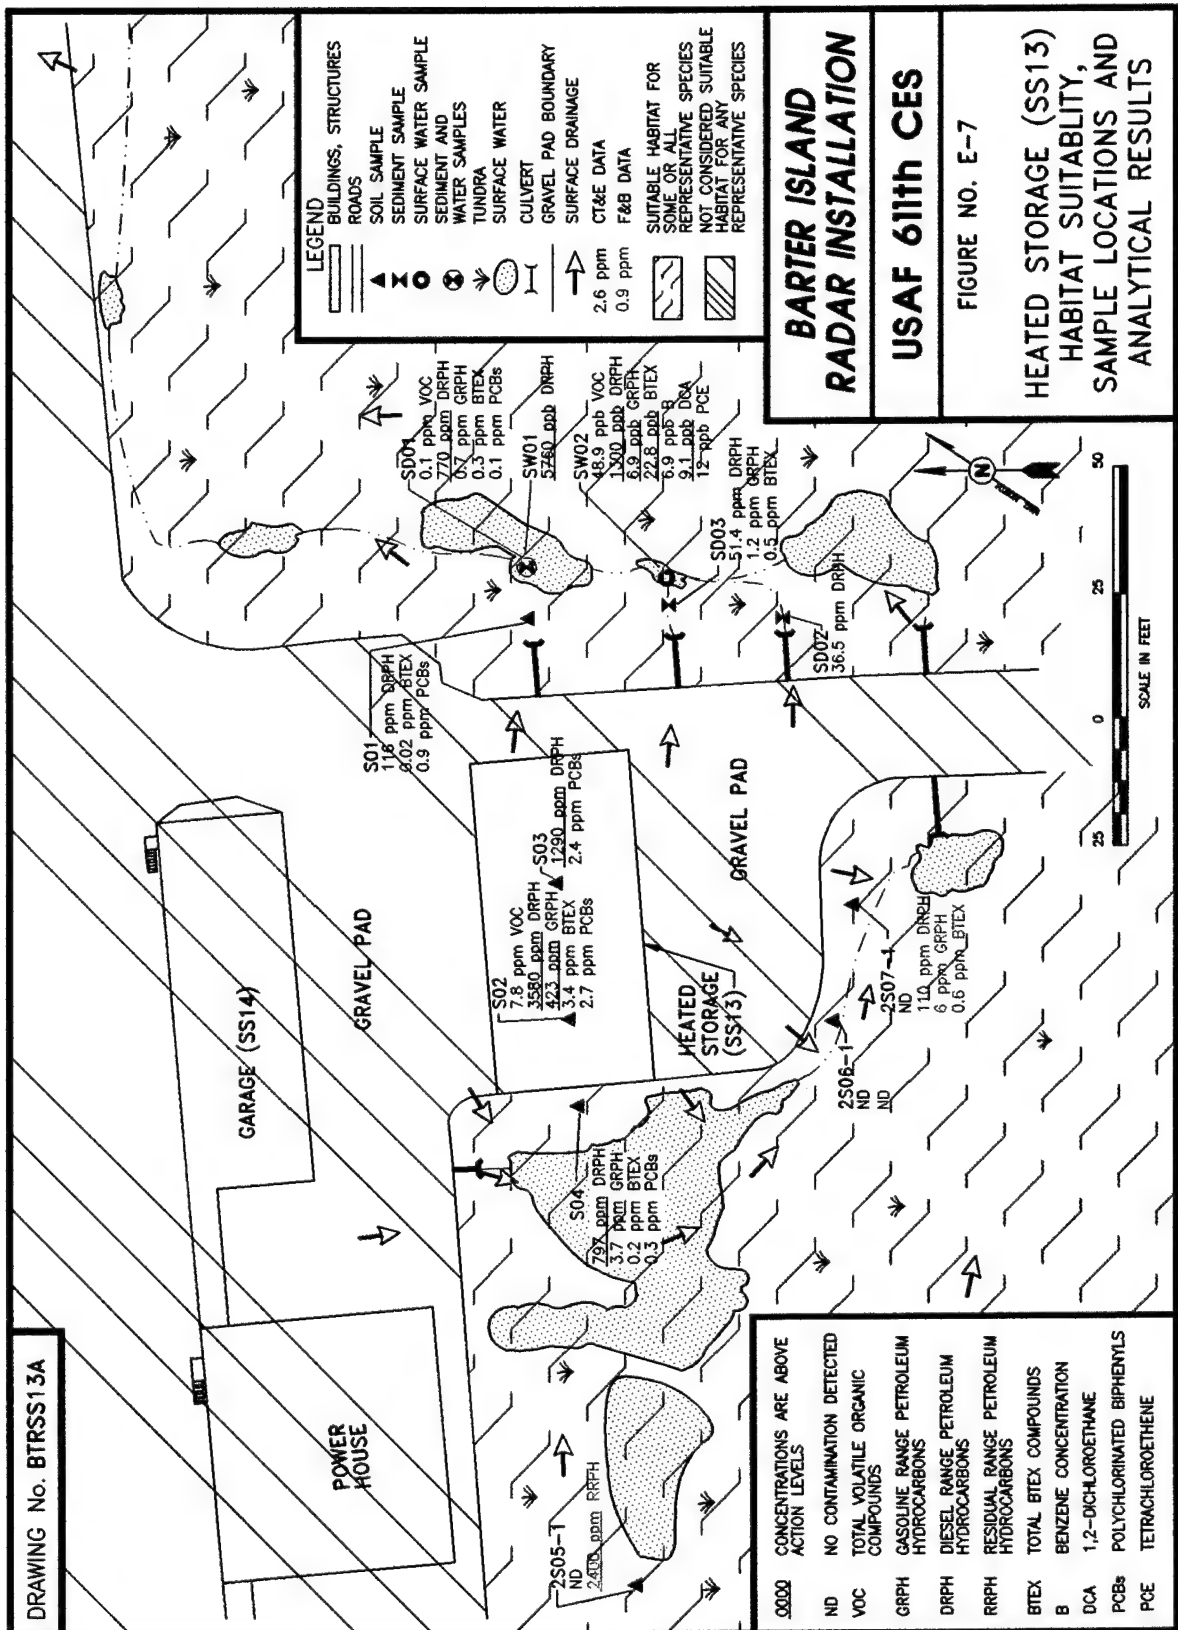 DRAWING No. BTRSS13A
LEGEND
BUILDINGS, STRUCTURES
ROADS
SOIL SAMPLE
SEDIMENT SAMPLE
SURFACE WATER SAMPLE
SEDIMENT AND
WATER SAMPLES
TUNDRA
SURFACE WATER
CULVERT
GRAVEL PAD BOUNDARY
SURFACE DRAINAGE
2.6 ppm CT&E DATA
0.9 ppm F&B DATA
SUITABLE HABITAT FOR
SOME OR ALL
REPRESENTATIVE SPECIES
NOT CONSIDERED SUITABLE
HABITAT FOR ANY
REPRESENTATIVE SPECIES
GARAGE (SS14)
POWER
HOUSE
GRAVEL PAD
S01
116 ppm DRPH
0.02 ppm BTEX
0.9 ppm PCBs
SD01
0.1 ppm VOC
770 ppm DRPH
0.7 ppm GRPH
0.3 ppm BTEX
0.1 ppm PCBs
SW01
5760 ppb DRPH
SW02
48.9 ppb VOC
1300 ppb DRPH
6.9 ppb GRPH
22.8 ppb BTEX
6.9 ppb B
9.1 ppb DCA
12 ppb PCE
SD03
51.4 ppm DRPH
1.2 ppm GRPH
0.5 ppm BTEX
SD02
36.5 ppm DRPH
S02
7.8 ppm VOC
3580 ppm DRPH
423 ppm GRPH
3.4 ppm BTEX
2.7 ppm PCBs
S03
1290 ppm DRPH
2.4 ppm PCBs
HEATED
STORAGE
(SS13)
GRAVEL PAD
S04
797 ppm DRPH
3.7 ppm GRPH
0.2 ppm BTEX
0.3 ppm PCBs
2S05-1
ND
2400 ppm RRPH
2S06-1
ND
ND
2S07-1
ND
110 ppm DRPH
6 ppm GRPH
0.6 ppm BTEX
N
25 0 25 50
SCALE IN FEET
0000 CONCENTRATIONS ARE ABOVE
ACTION LEVELS
ND NO CONTAMINATION DETECTED
VOC TOTAL VOLATILE ORGANIC
COMPOUNDS
GRPH GASOLINE RANGE PETROLEUM
HYDROCARBONS
DRPH DIESEL RANGE PETROLEUM
HYDROCARBONS
RRPH RESIDUAL RANGE PETROLEUM
HYDROCARBONS
BTEX TOTAL BTEX COMPOUNDS
B BENZENE CONCENTRATION
DCA 1,2-DICHLOROETHANE
PCBs POLYCHLORINATED BIPHENYLS
PCE TETRACHLOROETHENE
BARTER ISLAND
RADAR INSTALLATION
USAF 611th CES
FIGURE NO. E-7
HEATED STORAGE (SS13)
HABITAT SUITABLITY,
SAMPLE LOCATIONS AND
ANALYTICAL RESULTS